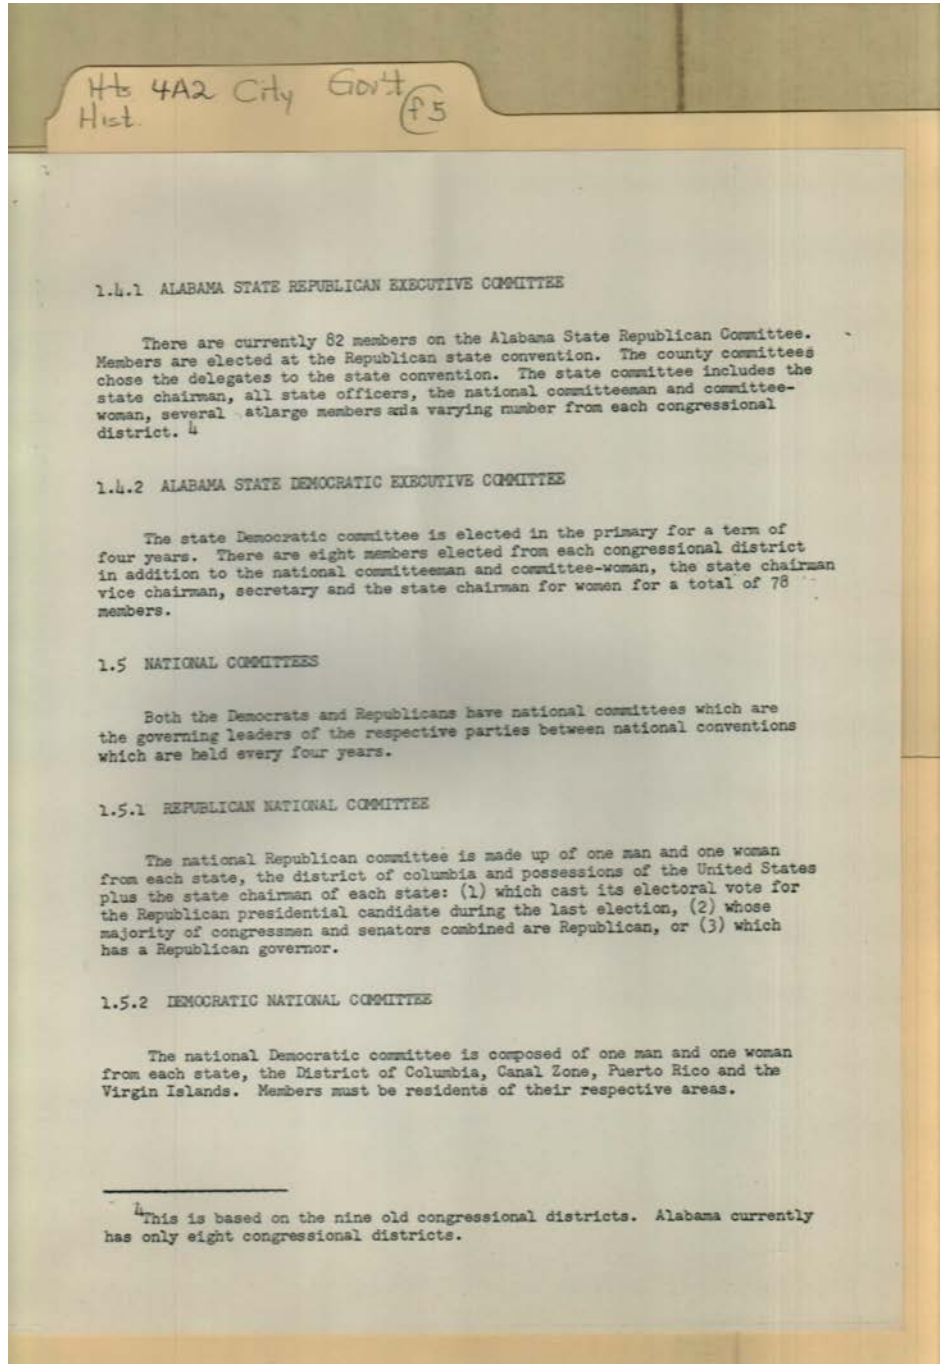 Hts 4A2 City Gov't
Hist. f5
1.4.1 ALABAMA STATE REPUBLICAN EXECUTIVE COMMITTEE
There are currently 82 members on the Alabama State Republican Committee.
Members are elected at the Republican state convention. The county committees
chose the delegates to the state convention. The state committee includes the
state chairman, all state officers, the national committeeman and committee-
woman, several atlarge members anda varying number from each congressional
district. 4
1.4.2 ALABAMA STATE DEMOCRATIC EXECUTIVE COMMITTEE
The state Democratic committee is elected in the primary for a term of
four years. There are eight members elected from each congressional district
in addition to the national committeeman and committee-woman, the state chairman
vice chairman, secretary and the state chairman for women for a total of 78
members.
1.5 NATIONAL COMMITTEES
Both the Democrats and Republicans have national committees which are
the governing leaders of the respective parties between national conventions
which are held every four years.
1.5.1 REPUBLICAN NATIONAL COMMITTEE
The national Republican committee is made up of one man and one woman
from each state, the district of columbia and possessions of the United States
plus the state chairman of each state: (1) which cast its electoral vote for
the Republican presidential candidate during the last election, (2) whose
majority of congressmen and senators combined are Republican, or (3) which
has a Republican governor.
1.5.2 DEMOCRATIC NATIONAL COMMITTEE
The national Democratic committee is composed of one man and one woman
from each state, the District of Columbia, Canal Zone, Puerto Rico and the
Virgin Islands. Members must be residents of their respective areas.
4This is based on the nine old congressional districts. Alabama currently
has only eight congressional districts.